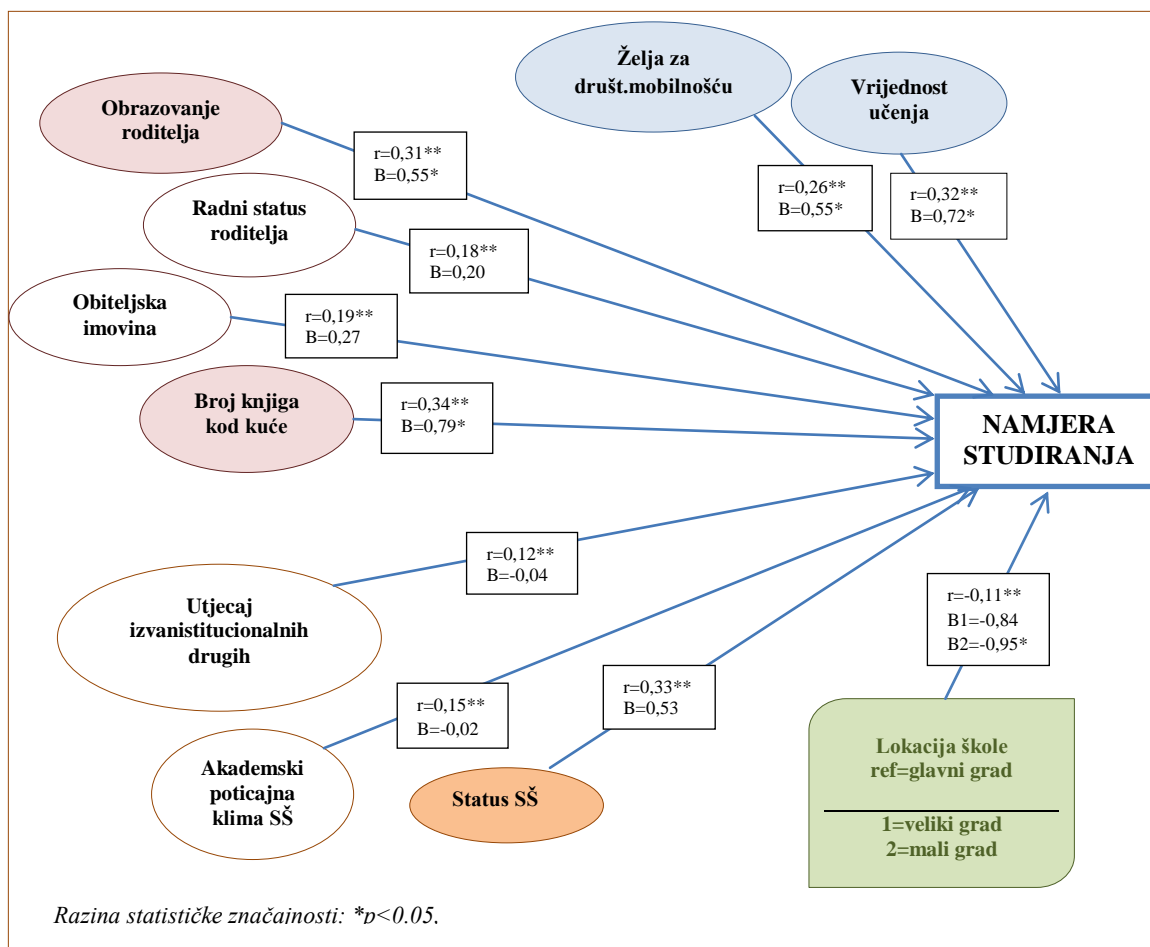 Želja za
društ.mobilnošću
Vrijednost
učenja
Obrazovanje
roditelja
r=0,31**
B=0,55*
r=0,26**
B=0,55*
r=0,32**
B=0,72*
Radni status
roditelja
r=0,18**
B=0,20
Obiteljska
imovina
r=0,19**
B=0,27
Broj knjiga
kod kuće
r=0,34**
B=0,79*
NAMJERA
STUDIRANJA
Utjecaj
izvanistitucionalnih
drugih
r=0,12**
B=-0,04
r=-0,11**
B1=-0,84
B2=-0,95*
Akademski
poticajna
klima SŠ
r=0,15**
B=-0,02
r=0,33**
B=0,53
Status SŠ
Lokacija škole
ref=glavni grad
1=veliki grad
2=mali grad
Razina statističke značajnosti: *p<0.05.